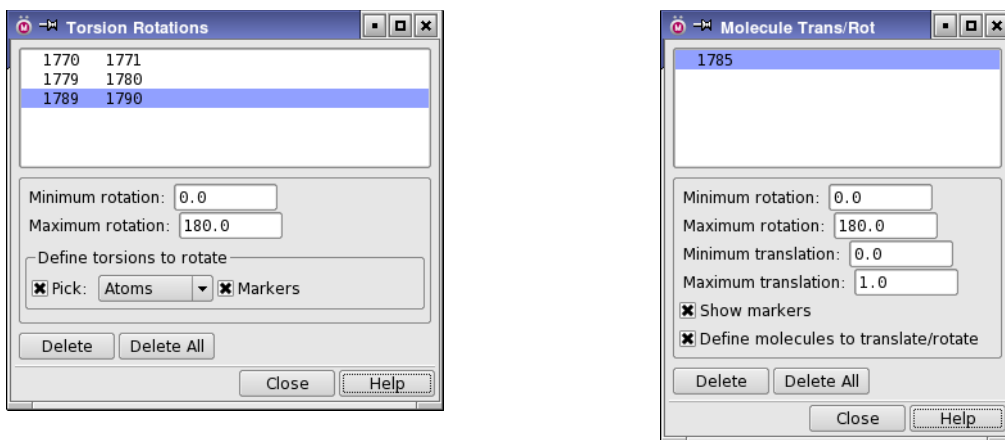 Torsion Rotations
1770 1771
1779 1780
1789 1790
Minimum rotation: 0.0
Maximum rotation: 180.0
Define torsions to rotate
Pick: Atoms Markers
Delete Delete All
Close Help
Molecule Trans/Rot
1785
Minimum rotation: 0.0
Maximum rotation: 180.0
Minimum translation: 0.0
Maximum translation: 1.0
Show markers
Define molecules to translate/rotate
Delete Delete All
Close Help